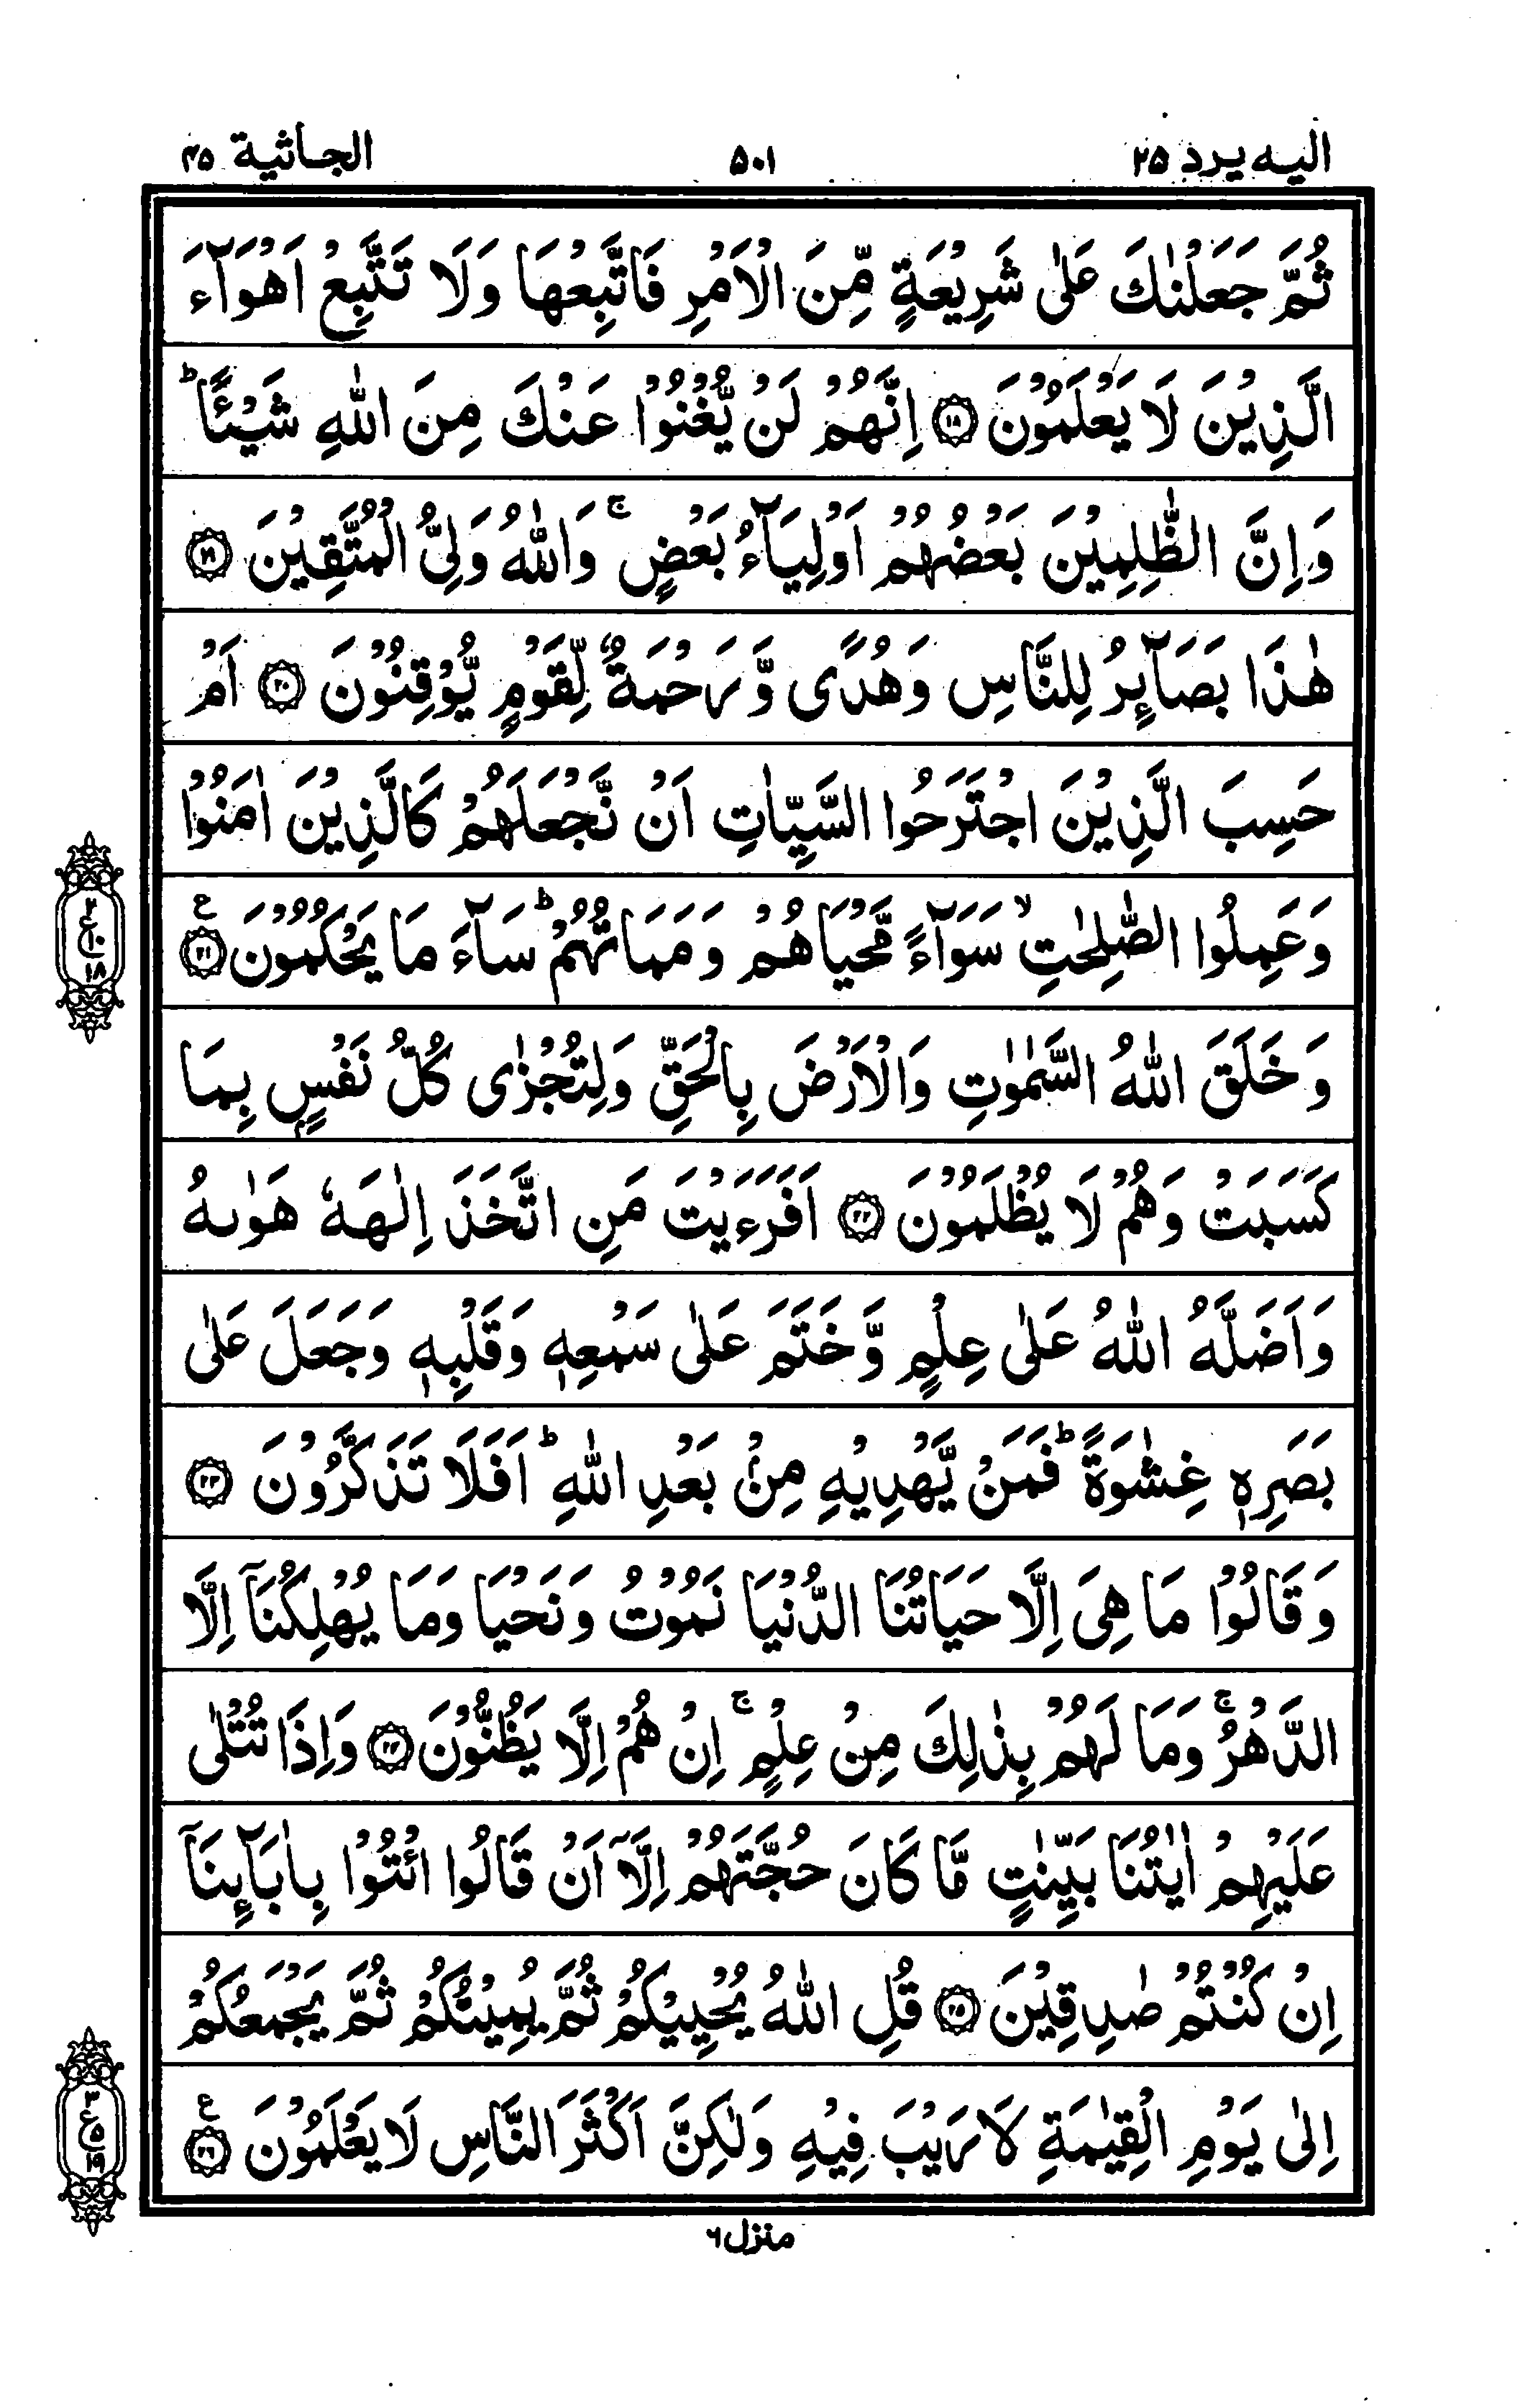 اليه يرد ٢٥
٥٠١
الجاثية ٤٥
ثُمَّ جَعَلْنٰكَ عَلٰى شَرِيْعَةٍ مِّنَ الْاَمْرِ فَاتَّبِعْهَا وَلَا تَتَّبِعْ اَهْوَآءَ
الَّذِيْنَ لَا يَعْلَمُوْنَ ۝١٨ اِنَّهُمْ لَنْ يُّغْنُوْا عَنْكَ مِنَ اللّٰهِ شَيْـًٔا ؕ
وَاِنَّ الظّٰلِمِيْنَ بَعْضُهُمْ اَوْلِيَآءُ بَعْضٍ ۚ وَاللّٰهُ وَلِىُّ الْمُتَّقِيْنَ ۝١٩
هٰذَا بَصَآئِرُ لِلنَّاسِ وَهُدًى وَّرَحْمَةٌ لِّقَوْمٍ يُّوْقِنُوْنَ ۝٢٠ اَمْ
حَسِبَ الَّذِيْنَ اجْتَرَحُوا السَّيِّاٰتِ اَنْ نَّجْعَلَهُمْ كَالَّذِيْنَ اٰمَنُوْا
وَعَمِلُوا الصّٰلِحٰتِ ۙ سَوَآءً مَّحْيَاهُمْ وَمَمَاتُهُمْ ؕ سَآءَ مَا يَحْكُمُوْنَ ۝٢١ ع
وَخَلَقَ اللّٰهُ السَّمٰوٰتِ وَالْاَرْضَ بِالْحَقِّ وَلِتُجْزٰى كُلُّ نَفْسٍۢ بِمَا
كَسَبَتْ وَهُمْ لَا يُظْلَمُوْنَ ۝٢٢ اَفَرَءَيْتَ مَنِ اتَّخَذَ اِلٰهَهٗ هَوٰىهُ
وَاَضَلَّهُ اللّٰهُ عَلٰى عِلْمٍ وَّخَتَمَ عَلٰى سَمْعِهٖ وَقَلْبِهٖ وَجَعَلَ عَلٰى
بَصَرِهٖ غِشٰوَةً ؕ فَمَنْ يَّهْدِيْهِ مِنْۢ بَعْدِ اللّٰهِ ؕ اَفَلَا تَذَكَّرُوْنَ ۝٢٣
وَقَالُوْا مَا هِىَ اِلَّا حَيَاتُنَا الدُّنْيَا نَمُوْتُ وَنَحْيَا وَمَا يُهْلِكُنَآ اِلَّا
الدَّهْرُ ۚ وَمَا لَهُمْ بِذٰلِكَ مِنْ عِلْمٍ ۚ اِنْ هُمْ اِلَّا يَظُنُّوْنَ ۝٢٤ وَاِذَا تُتْلٰى
عَلَيْهِمْ اٰيٰتُنَا بَيِّنٰتٍ مَّا كَانَ حُجَّتَهُمْ اِلَّآ اَنْ قَالُوا ائْتُوْا بِاٰبَآئِنَآ
اِنْ كُنْتُمْ صٰدِقِيْنَ ۝٢٥ قُلِ اللّٰهُ يُحْيِيْكُمْ ثُمَّ يُمِيْتُكُمْ ثُمَّ يَجْمَعُكُمْ
اِلٰى يَوْمِ الْقِيٰمَةِ لَا رَيْبَ فِيْهِ وَلٰكِنَّ اَكْثَرَ النَّاسِ لَا يَعْلَمُوْنَ ۝٢٦ ع
٢
ع ١٠
١٨
٣
ع ٥
١٩
منزل ٦